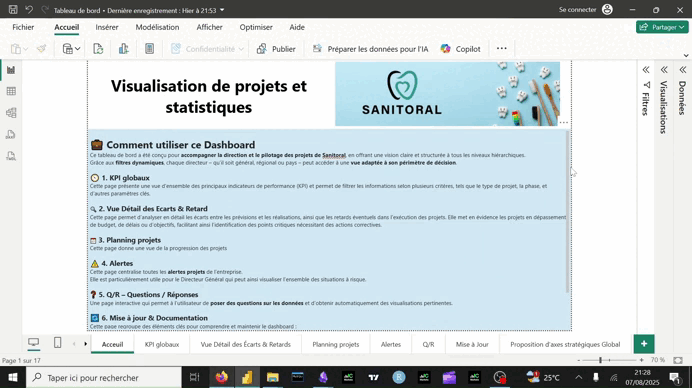 Tableau de bord • Dernière enregistrement : Hier à 21:53
Se connecter
Fichier Accueil Insérer Modélisation Afficher Optimiser Aide
Partager
Confidentialité
Publier
Préparer les données pour l'IA
Copilot
Visualisation de projets et
statistiques
SANITORAL
Filtres
Visualisations
Données
Comment utiliser ce Dashboard
Ce tableau de bord a été conçu pour accompagner la direction et le pilotage des projets de Sanitoral, en offrant une vision claire et structurée à tous les niveaux hiérarchiques.
Grâce aux filtres dynamiques, chaque directeur – qu'il soit général, régional ou pays – peut accéder à une vue adaptée à son périmètre de décision.
1. KPI globaux
Cette page présente une vue d'ensemble des principaux indicateurs de performance (KPI) et permet de filtrer les information selon plusieurs critères, tels que le type de projet, la phase, et
d'autres paramètres clés.
2. Vue Détail des Ecarts & Retard
Cette page permet d'analyser en détail les écarts entre les prévisions et les réalisations, ainsi que les retards éventuels dans l'exécution des projets. Elle met en évidence les projets en dépassement
de budget, de délais ou d'objectifs, facilitant ainsi l'identification des points critiques nécessitant des actions correctives.
3. Planning projets
Cette page donne une vue de la progression des projets
4. Alertes
Cette page centralise toutes les alertes projets de l'entreprise.
Elle est particulièrement utile pour le Directeur Général qui peut ainsi visualiser l'ensemble des situations à risque.
5. Q/R – Questions / Réponses
Une page interactive qui permet à l'utilisateur de poser des questions sur les données et d'obtenir automatiquement des visualisations pertinentes.
6. Mise à jour & Documentation
Cette page regroupe des éléments clés pour comprendre et maintenir le dashboard :
Acceuil KPI globaux Vue Détail des Écarts & Retards Planning projets Alertes Q/R Mise à Jour Proposition d'axes stratégiques Global
Page 1 sur 17
70 %
Taper ici pour rechercher
25°C
21:28
07/08/2025